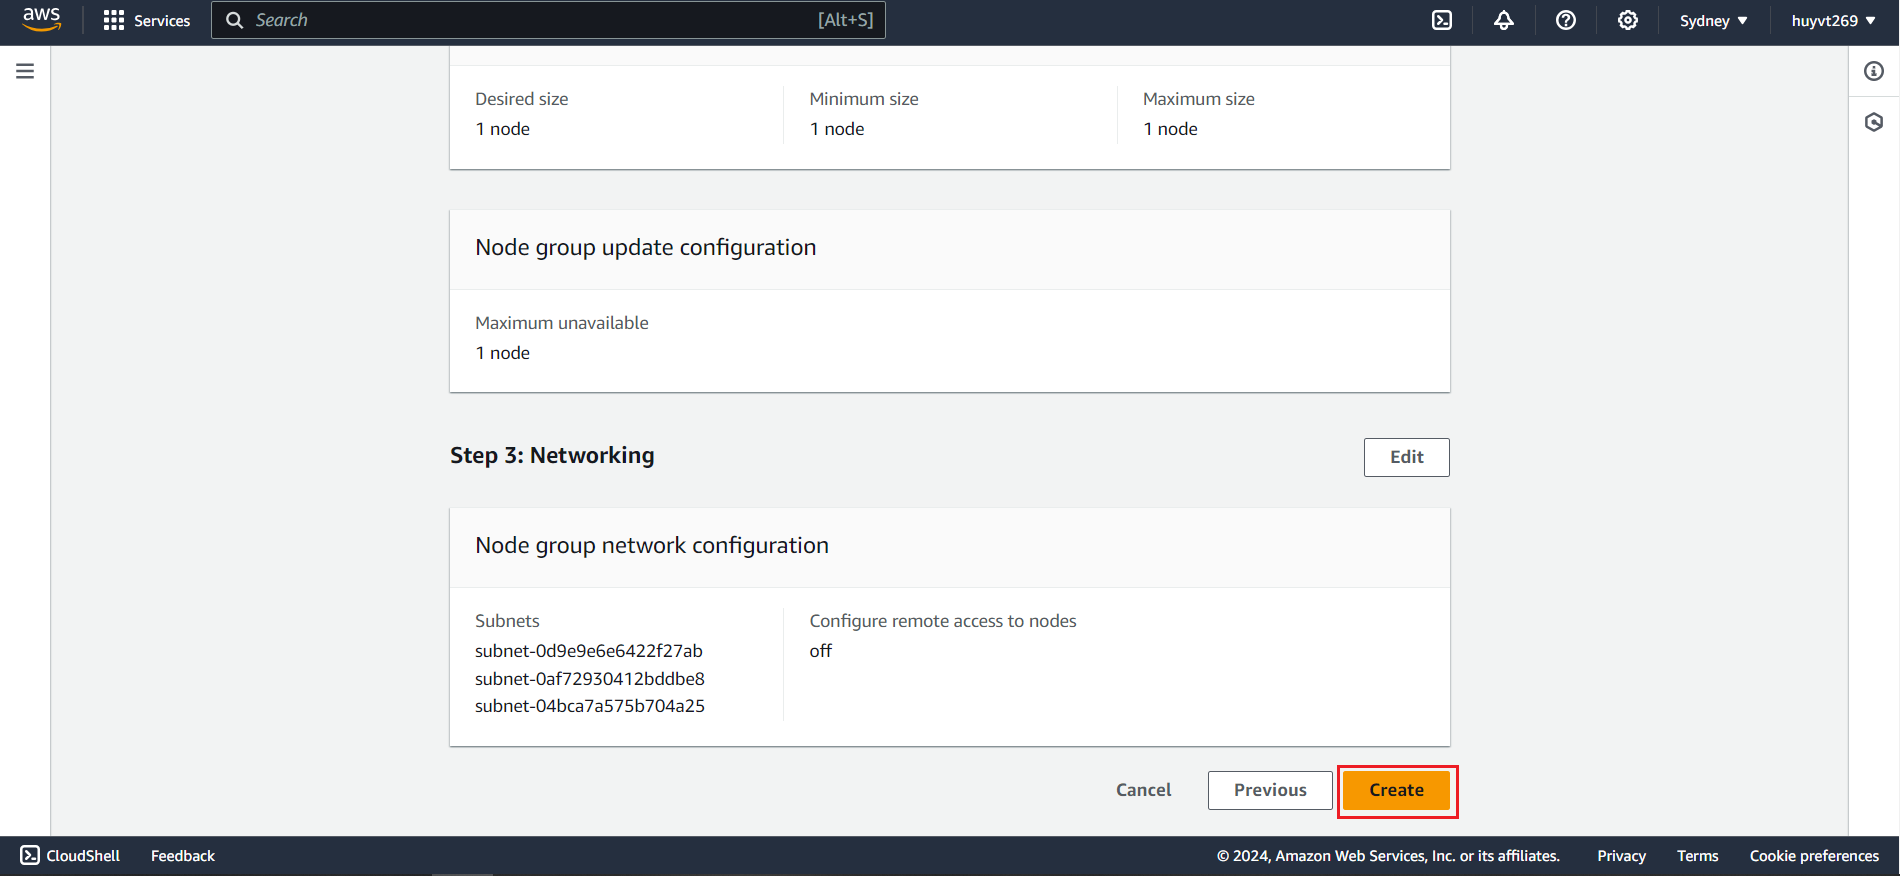 aws
Services
Search
[Alt+S]
Sydney
huyvt269
Desired size
1 node
Minimum size
1 node
Maximum size
1 node
Node group update configuration
Maximum unavailable
1 node
Step 3: Networking
Edit
Node group network configuration
Subnets
subnet-0d9e9e6e6422f27ab
subnet-0af72930412bddbe8
subnet-04bca7a575b704a25
Configure remote access to nodes
off
Cancel
Previous
Create
CloudShell
Feedback
© 2024, Amazon Web Services, Inc. or its affiliates.
Privacy
Terms
Cookie preferences